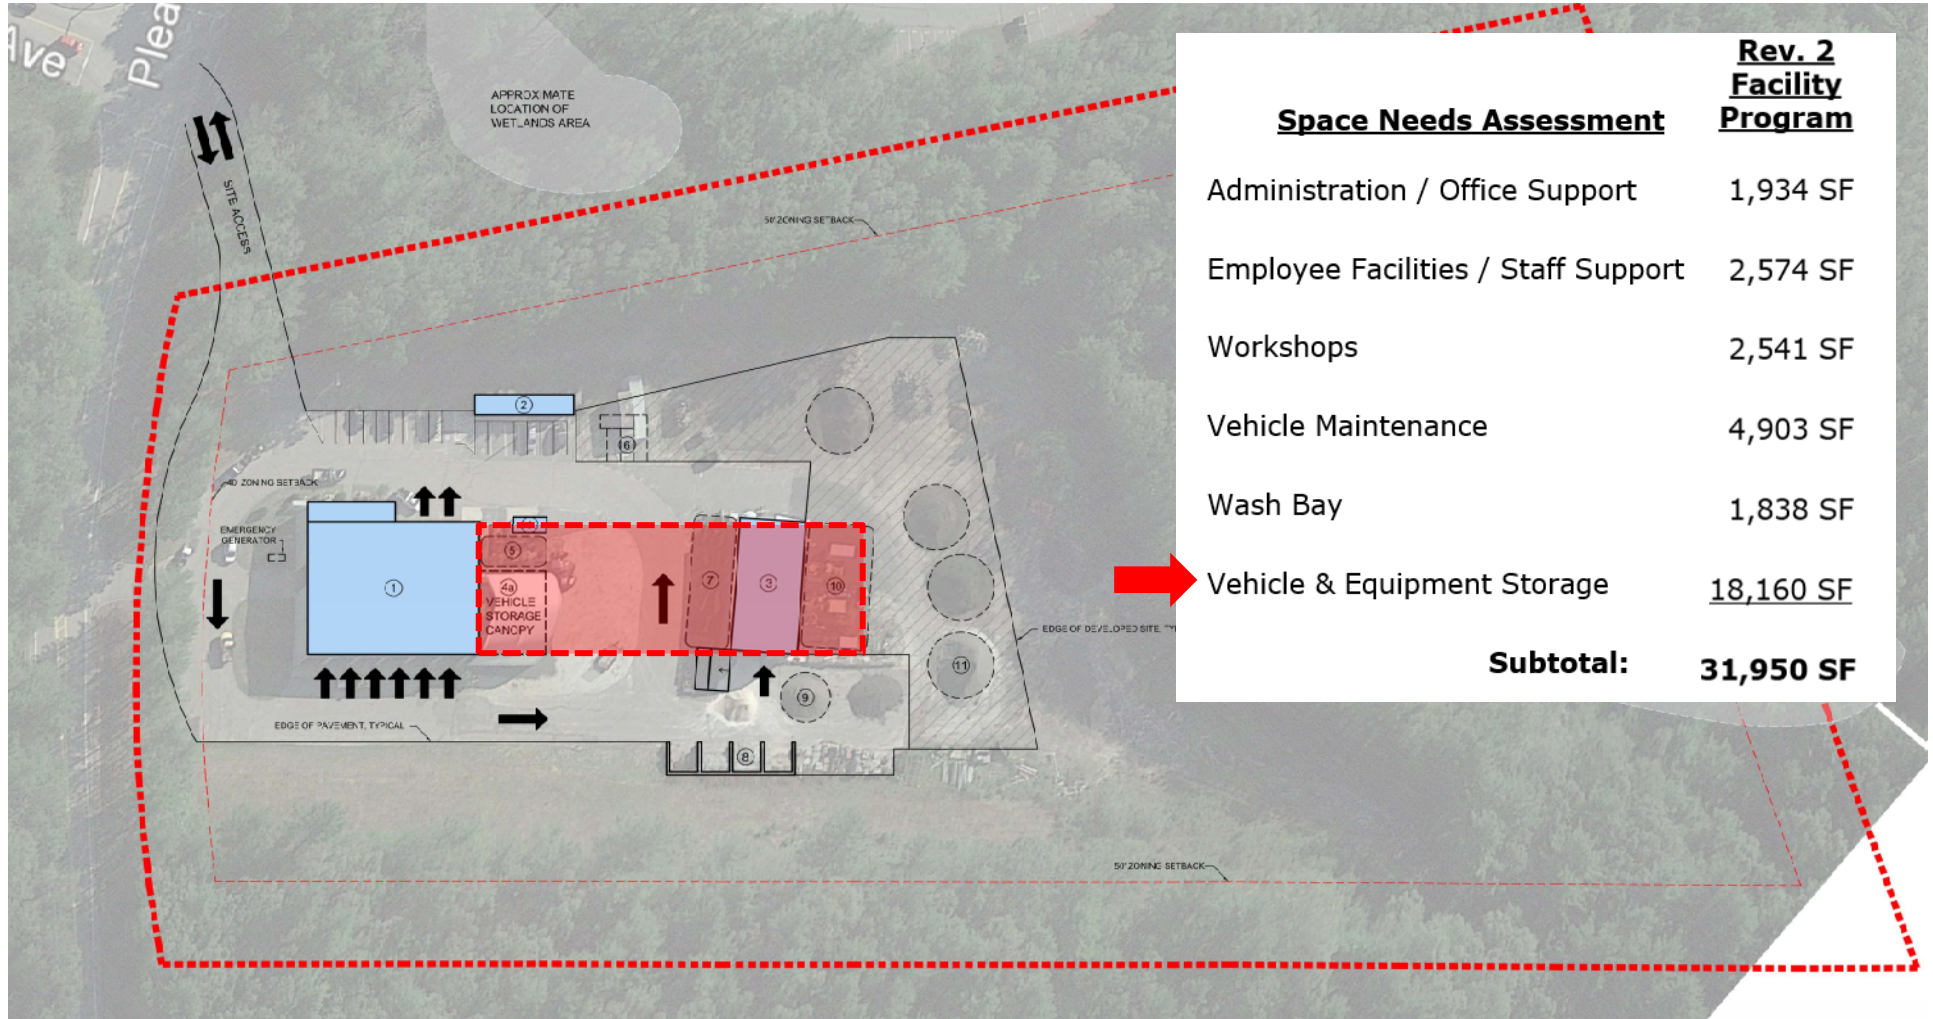 Ave
Plea
APPROXIMATE
LOCATION OF
WETLANDS AREA
SITE ACCESS
50' ZONING SETBACK
Rev. 2
Facility
Space Needs Assessment Program
Administration / Office Support 1,934 SF
Employee Facilities / Staff Support 2,574 SF
Workshops 2,541 SF
Vehicle Maintenance 4,903 SF
Wash Bay 1,838 SF
Vehicle & Equipment Storage 18,160 SF
Subtotal: 31,950 SF
2
6
40 ZONING SETBACK
EMERGENCY
GENERATOR
5
1
4a
VEHICLE
STORAGE
CANOPY
7
3
10
EDGE OF DEVELOPED SITE, TY
11
9
EDGE OF PAVEMENT, TYPICAL
8
50' ZONING SETBACK